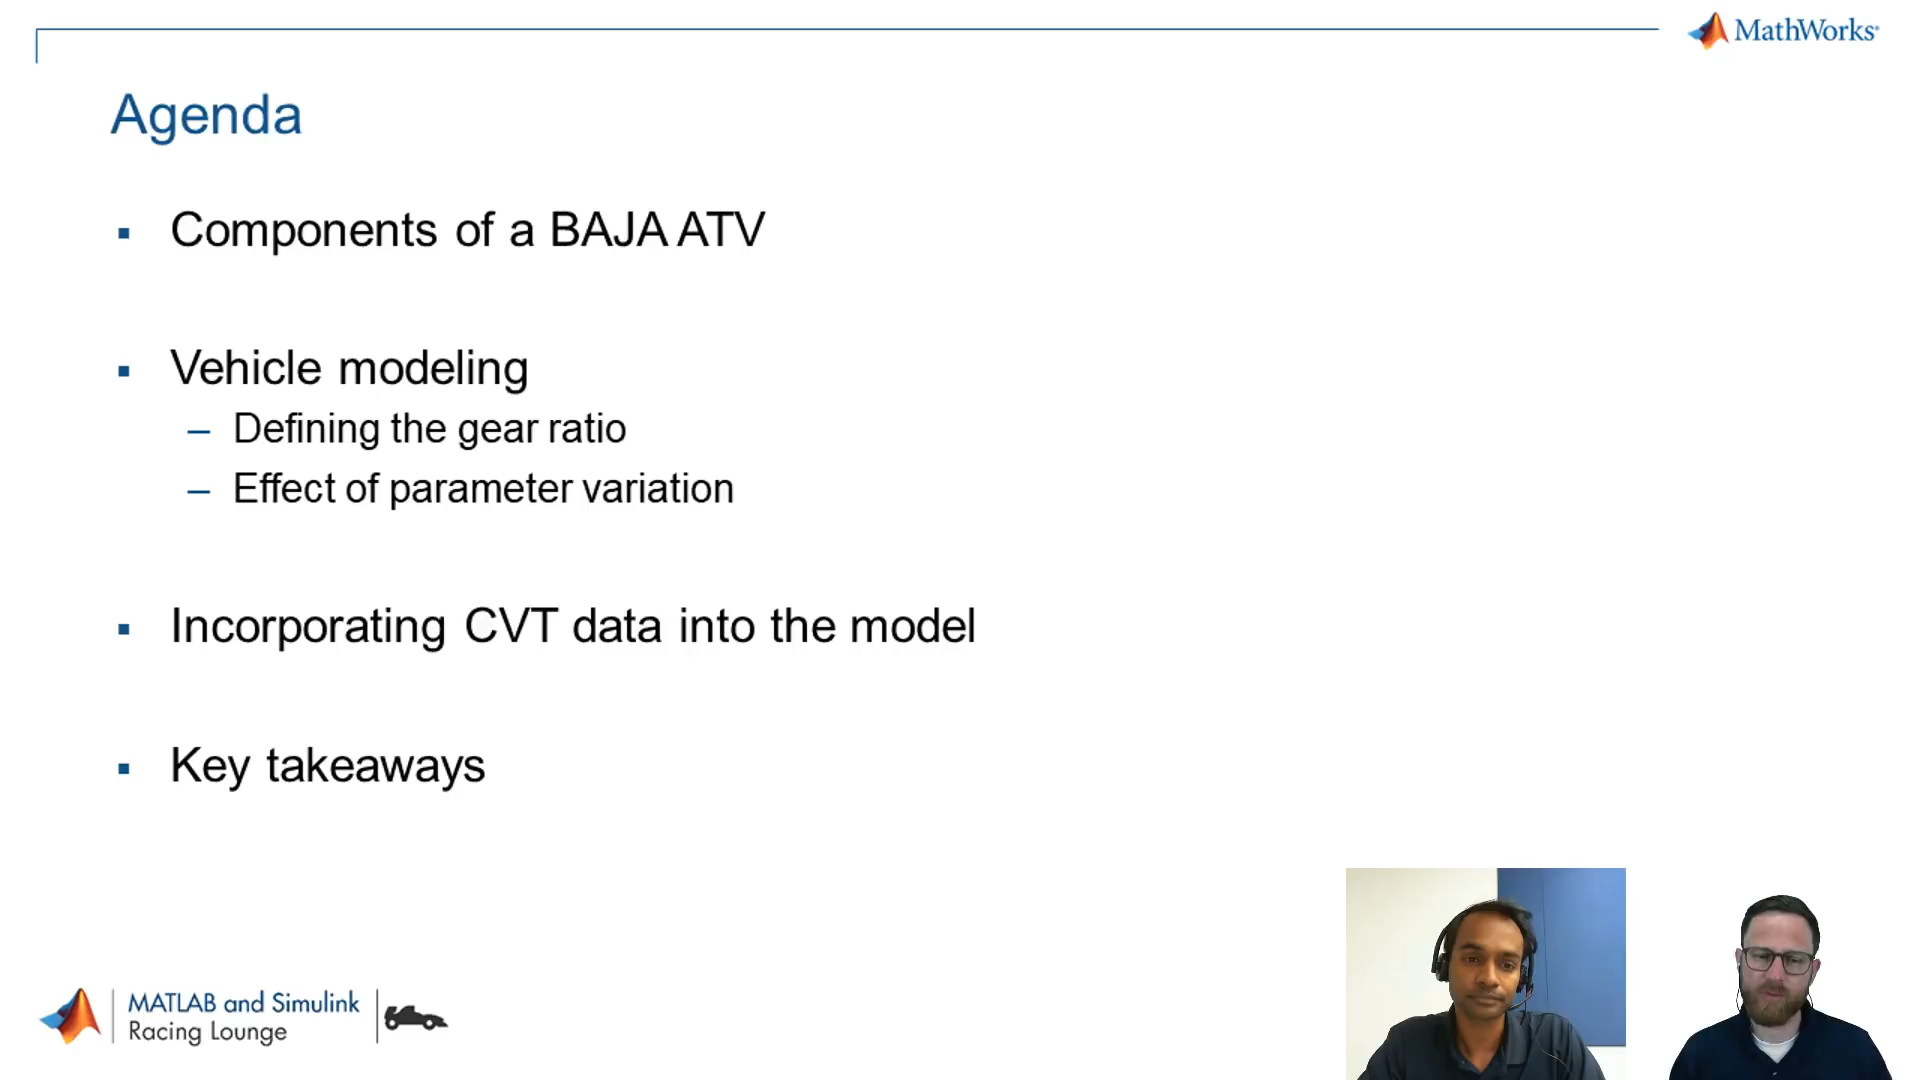 MathWorks
Agenda
▪ Components of a BAJA ATV
▪ Vehicle modeling
– Defining the gear ratio
– Effect of parameter variation
▪ Incorporating CVT data into the model
▪ Key takeaways
MATLAB and Simulink
Racing Lounge